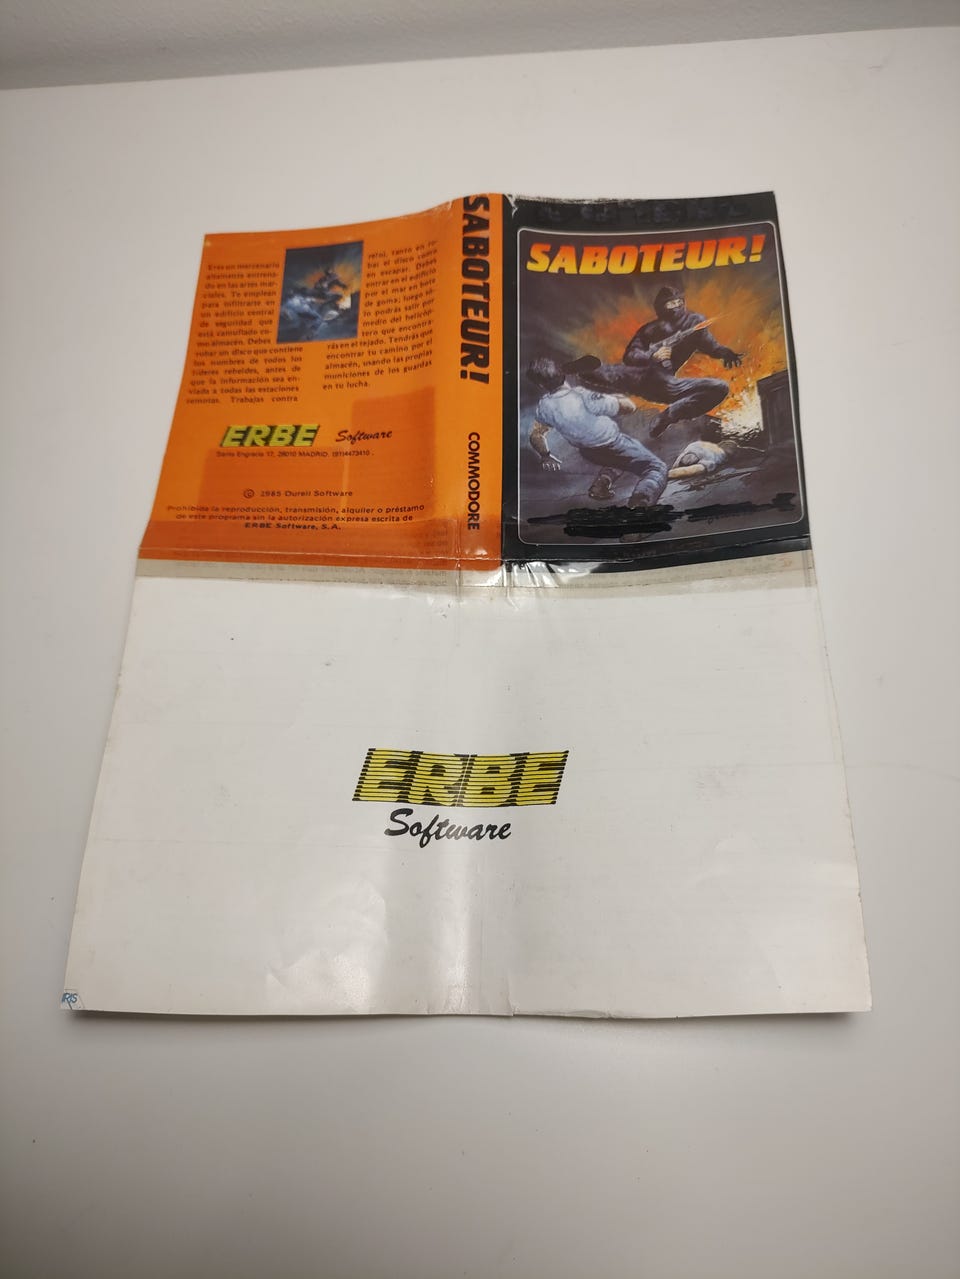 Eres un mercenario
altamente entrena-
do en las artes mar-
ciales. Te emplean
para infiltrarte en
un edificio central
de seguridad que
está camuflado co-
mo almacén. Debes
robar un disco que contiene
los nombres de todos los
líderes rebeldes, antes de
que la información sea en-
viada a todas las estaciones
remotas. Trabajas contra
reloj, tanto en ro-
bar el disco como
en escapar. Debes
entrar en el edificio
por el mar en bote
de goma; luego só-
lo podrás salir por
medio del helicóp-
tero que encontra-
rás en el tejado. Tendrás que
encontrar tu camino por el
almacén, usando las propias
municiones de los guardas
en tu lucha.
ERBE Software
Santa Engracia 17, 28010 MADRID. (91)4473410.
© 1985 Durell Software
Prohibida la reproducción, transmisión, alquiler o préstamo
de este programa sin la autorización expresa escrita de
ERBE Software, S.A.
SABOTEUR!
COMMODORE
SABOTEUR!
ERBE
Software
IRIS